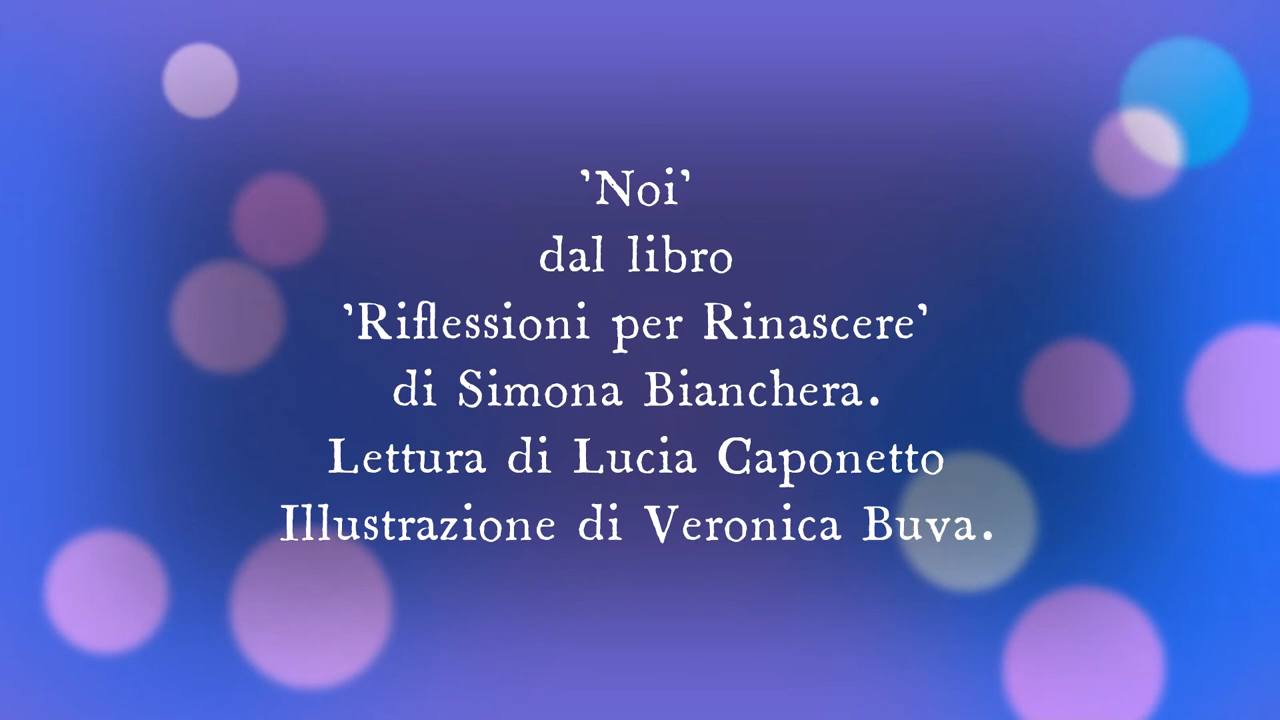 ’Noi’
dal libro
’Riflessioni per Rinascere’
di Simona Bianchera.
Lettura di Lucia Caponetto
Illustrazione di Veronica Buva.